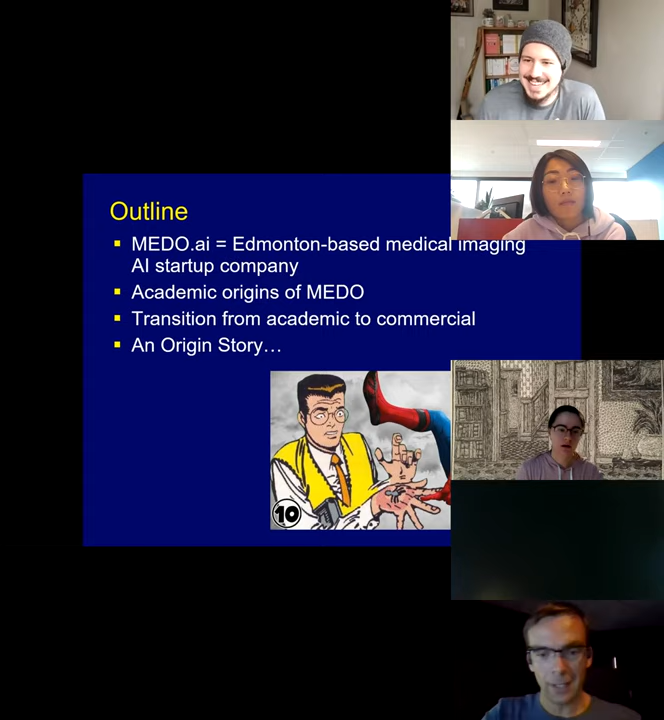 Outline
MEDO.ai = Edmonton-based medical imaging
AI startup company
Academic origins of MEDO
Transition from academic to commercial
An Origin Story…
10